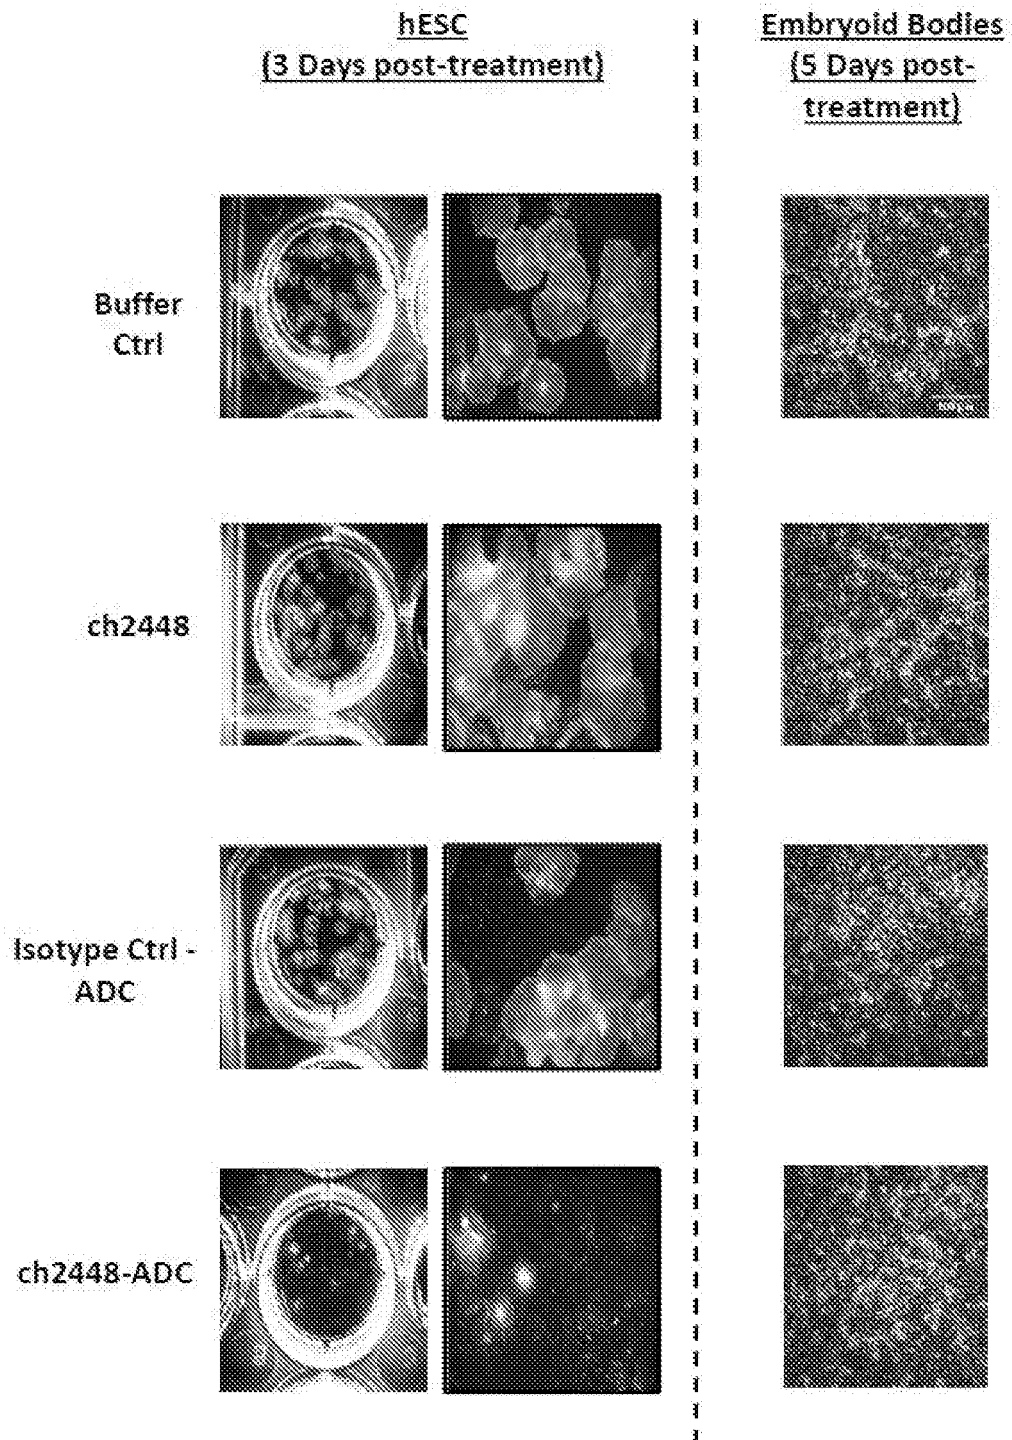 hESC
(3 Days post-treatment)
Embryoid Bodies
(5 Days post-
treatment)
Buffer
Ctrl
ch2448
Isotype Ctrl -
ADC
ch2448-ADC